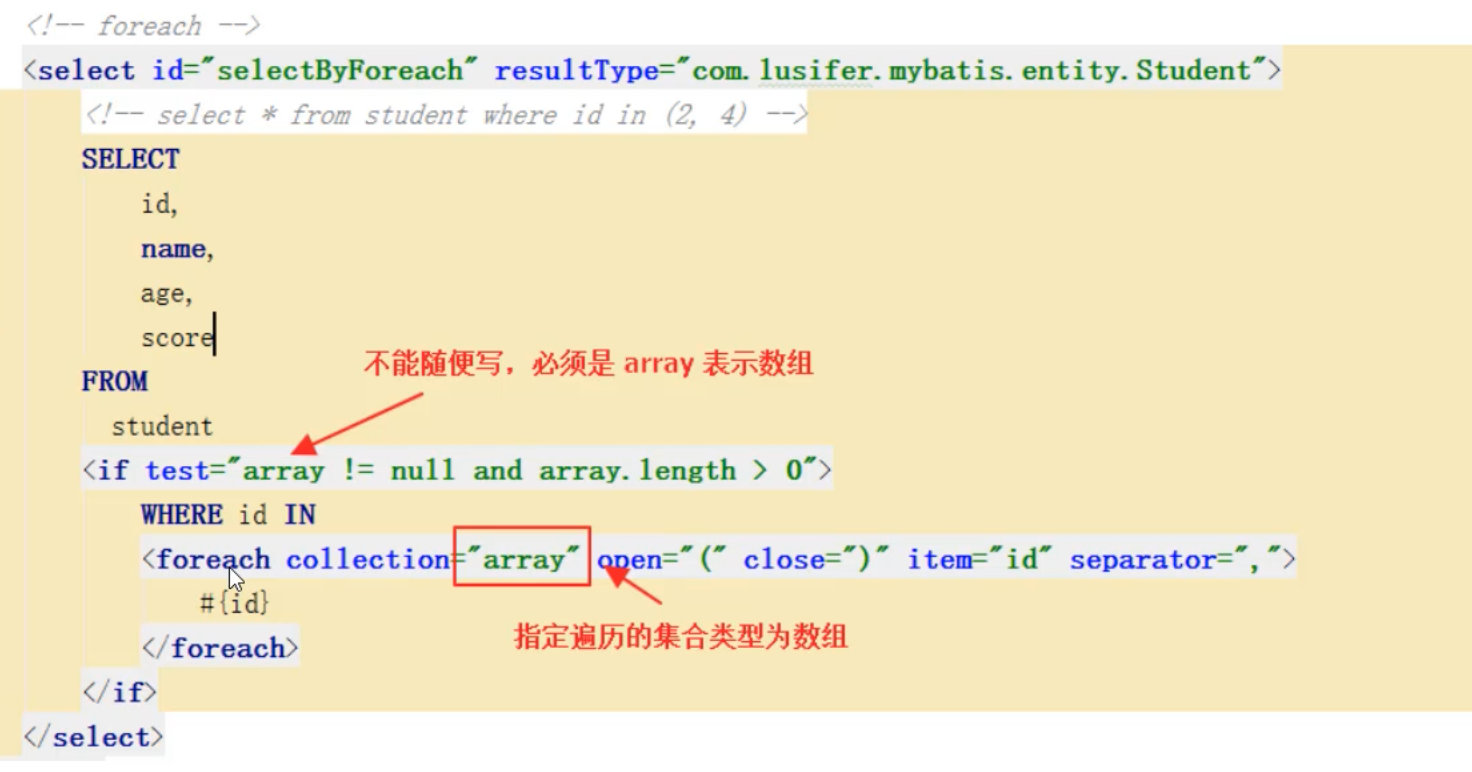 <!-- foreach -->
<select id="selectByForeach" resultType="com.lusifer.mybatis.entity.Student">
<!-- select * from student where id in (2, 4) -->
SELECT
id,
name,
age,
score
不能随便写，必须是 array 表示数组
FROM
student
<if test="array != null and array.length > 0">
WHERE id IN
<foreach collection="array" open="(" close=")" item="id" separator=",">
#{id}
指定遍历的集合类型为数组
</foreach>
</if>
</select>